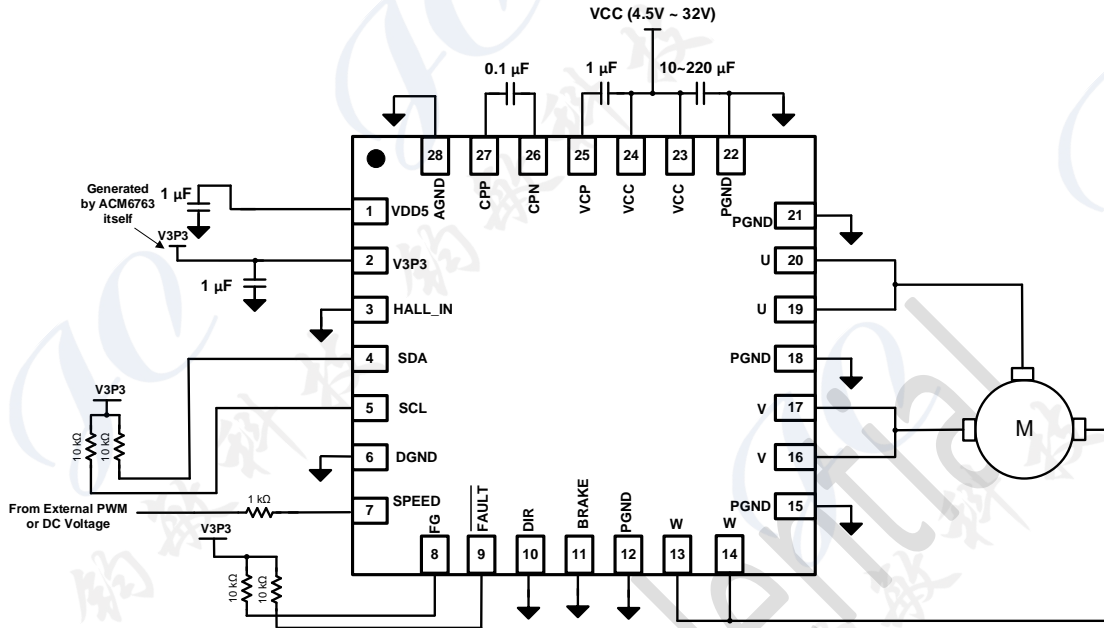 VCC (4.5V ~ 32V)
0.1 µF
1 µF
10~220 µF
28
27
26
25
24
23
22
AGND
CPP
CPN
VCP
VCC
VCC
PGND
Generated
by ACM6763
itself
1 µF
V3P3
1 µF
1
VDD5
2
V3P3
3
HALL_IN
4
SDA
5
SCL
6
DGND
7
SPEED
V3P3
10 kΩ
10 kΩ
From External PWM
or DC Voltage
1 kΩ
V3P3
10 kΩ
10 kΩ
PGND
21
U
20
U
19
PGND
18
V
17
V
16
PGND
15
M
FG
FAULT
DIR
BRAKE
PGND
W
W
8
9
10
11
12
13
14